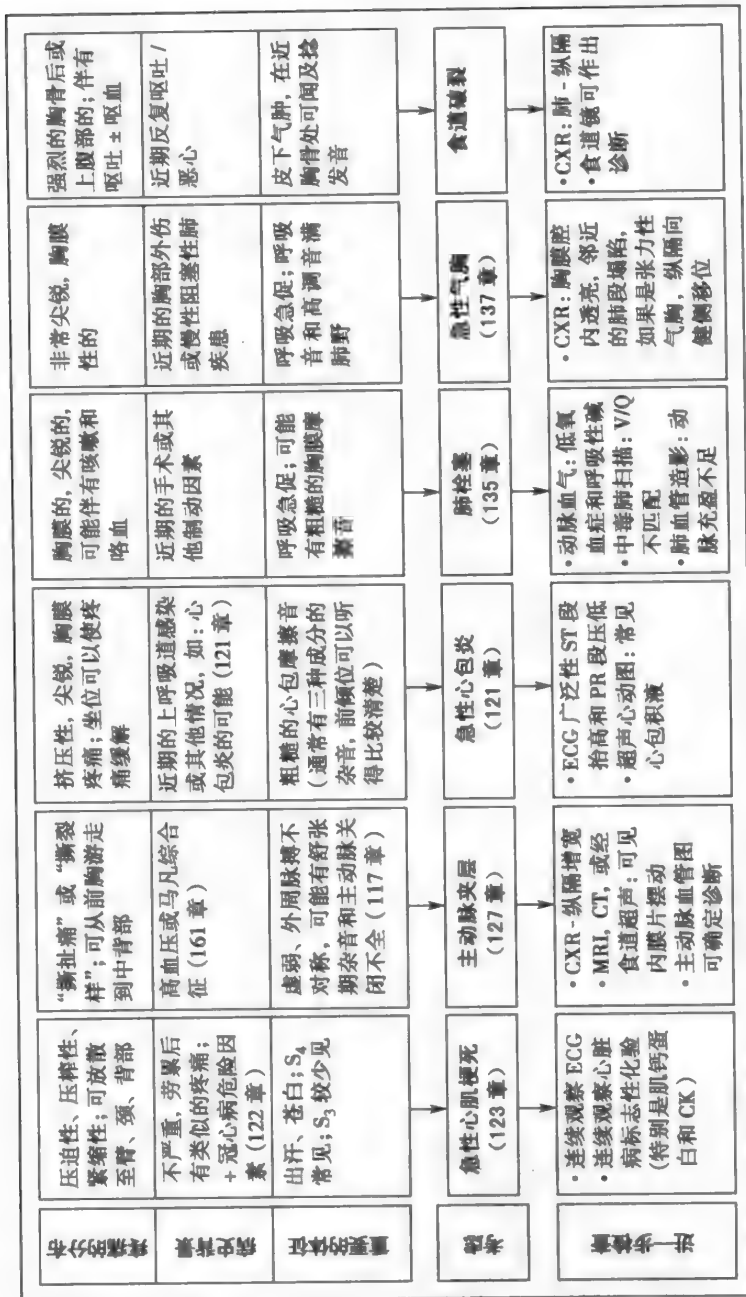 疼痛
的分布
压迫性、压榨性、
紧缩性;可放散
至臂、颈、背部
“撕扯痛”或“撕裂
样”;可从前胸游走
到中背部
挤压性,尖锐,胸膜
疼痛;坐位可以使疼
痛缓解
胸膜的,尖锐的,
可能伴有咳嗽和
咯血
非常尖锐,胸膜
性的
强烈的胸骨后或
上腹部的;伴有
呕吐±呕血
病史背景
不严重,劳累后
有类似的疼痛;
+冠心病危险因
素(122章)
高血压或马凡综合
征(161章)
近期的上呼吸道感染
或其他情况,如:心
包炎的可能(121章)
近期的手术或其
他制动因素
近期的胸部外伤
或慢性阻塞性肺
疾患
近期反复呕吐/
恶心
重要
的体征
出汗、苍白;S₄
常见;S₃较少见
虚弱、外周脉搏不
对称,可能有舒张
期杂音和主动脉关
闭不全(117章)
粗糙的心包摩擦音
(通常有三种成分的
杂音,前倾位可以听
得比较清楚)
呼吸急促;可能
有粗糙的胸膜摩
擦音
呼吸急促;呼吸
音和高调音满
肺野
皮下气肿,在近
胸骨处可闻及捻
发音
考虑
急性心肌梗死
(123章)
主动脉夹层
(127章)
急性心包炎
(121章)
肺栓塞
(135章)
急性气胸
(137章)
食道破裂
进一
步检查
•连续观察ECG
•连续观察心脏
病标志性化验
(特别是肌钙蛋
白和CK)
•CXR-纵隔增宽
•MRI,CT,或经
食道超声:可见
内膜片摆动
•主动脉血管图
可确定诊断
•ECG广泛性ST段
抬高和PR段压低
•超声心动图:常见
心包积液
•动脉血气:低氧
血症和呼吸性碱
中毒肺扫描:V/Q
不匹配
•肺血管造影:动
脉充盈不足
•CXR:胸膜腔
内透亮,邻近
的肺段塌陷,
如果是张力性
气胸,纵隔向
健侧移位
•CXR:肺-纵隔
•食道镜可作出
诊断